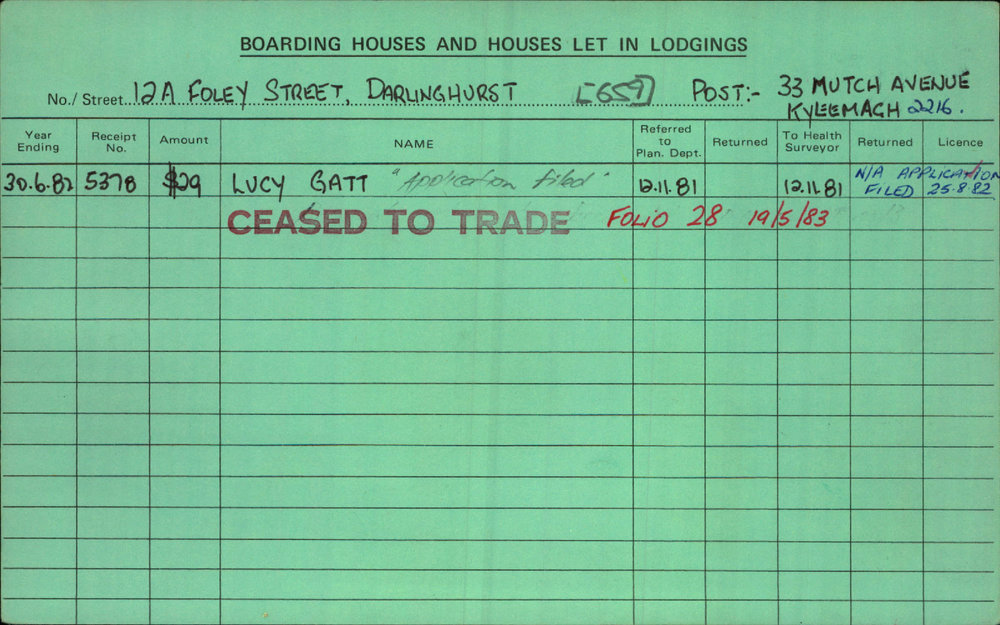 BOARDING HOUSES AND HOUSES LET IN LODGINGS
No./ Street 12A FOLEY STREET, DARLINGHURST [659] POST:- 33 MUTCH AVENUE
KYLEEMAGH 2216.
Year Ending Receipt No. Amount NAME Referred to Plan. Dept. Returned To Health Surveyor Returned Licence
30.6.82 5378 $29 LUCY GATT "Application filed" 12.11.81 12.11.81 N/A APPLICATION
FILED 25.8.82
CEASED TO TRADE FOLIO 28 19/5/83